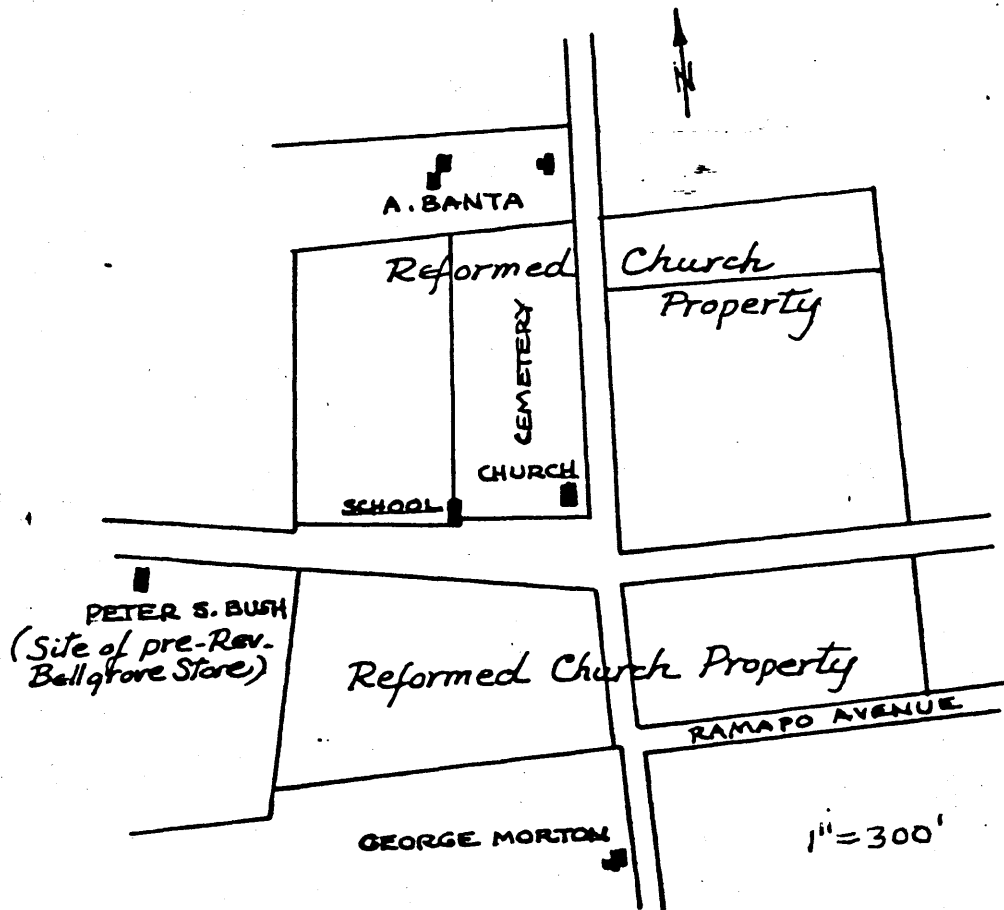 N
A. BANTA
Reformed Church
Property
CEMETERY
CHURCH
SCHOOL
PETER S. BUSH
(Site of pre-Rev.
Bellgrove Store)
Reformed Church Property
RAMAPO AVENUE
GEORGE MORTON
1"=300'